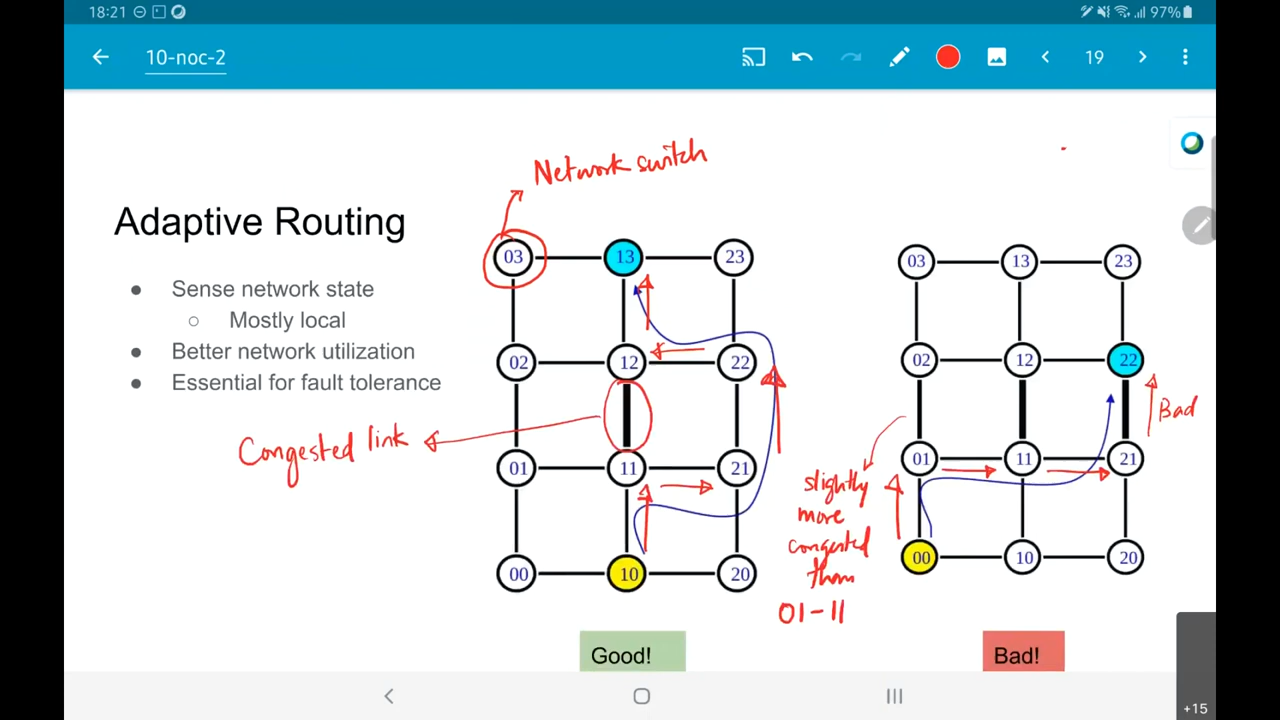 18:21
97%
10-noc-2
19
Network switch
Adaptive Routing
Sense network state
Mostly local
Better network utilization
Essential for fault tolerance
Congested link
03 13 23
02 12 22
01 11 21
00 10 20
Good!
03 13 23
02 12 22
Bad
01 11 21
slightly
more
congested
than
01-11
00 10 20
Bad!
+15